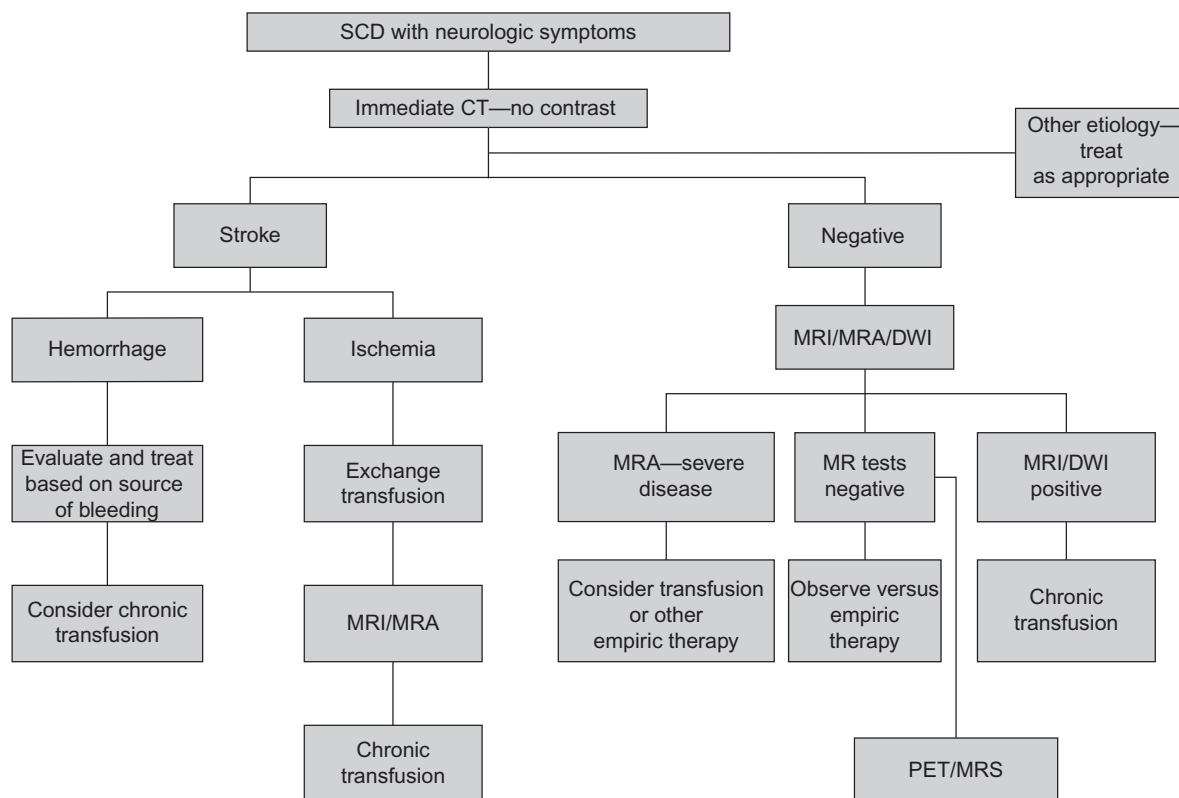 SCD with neurologic symptoms
Immediate CT—no contrast
Other etiology—
treat
as appropriate
Stroke
Negative
Hemorrhage
Ischemia
MRI/MRA/DWI
Evaluate and treat
based on source
of bleeding
Exchange
transfusion
MRA—severe
disease
MR tests
negative
MRI/DWI
positive
Consider chronic
transfusion
MRI/MRA
Consider transfusion
or other
empiric therapy
Observe versus
empiric
therapy
Chronic
transfusion
Chronic
transfusion
PET/MRS